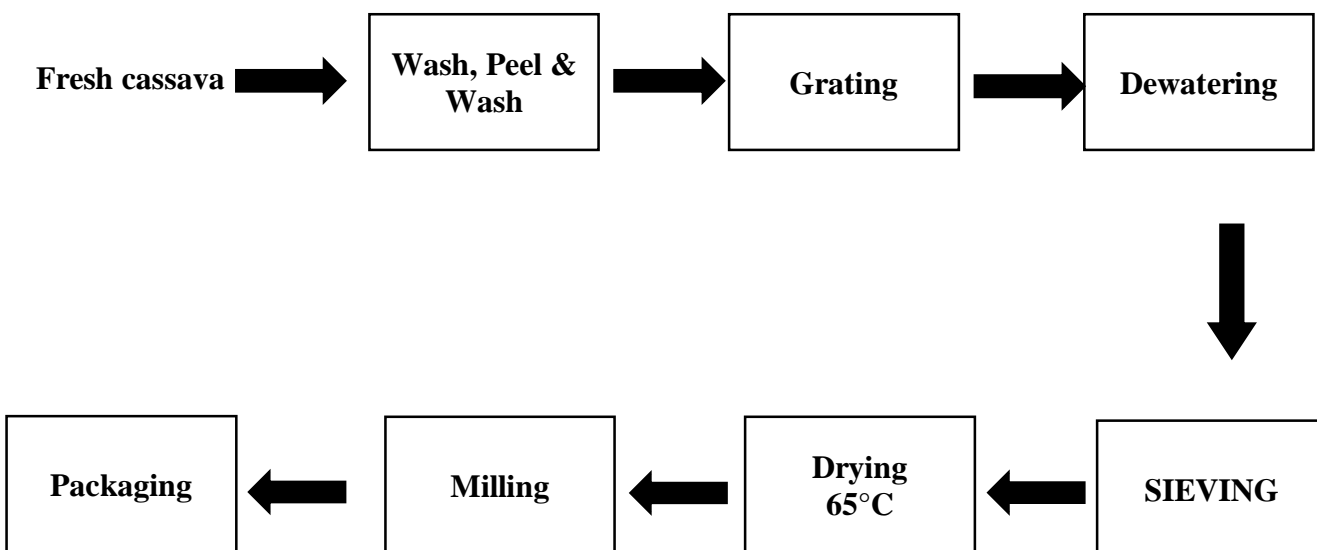 Fresh cassava
Wash, Peel &
Wash
Grating
Dewatering
SIEVING
Drying
65°C
Milling
Packaging